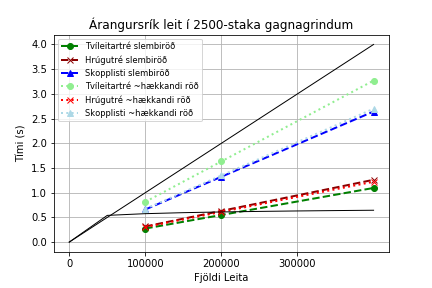 Árangursrík leit í 2500-staka gagnagrindum
Tvíleitartré slembiröð
Hrúgutré slembiröð
Skopplisti slembiröð
Tvíleitartré ~hækkandi röð
Hrúgutré ~hækkandi röð
Skopplisti ~hækkandi röð
Tími (s)
4.0
3.5
3.0
2.5
2.0
1.5
1.0
0.5
0.0
0
100000
200000
300000
Fjöldi Leita